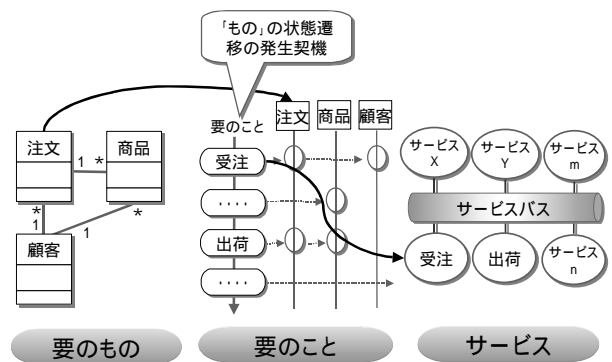 「もの」の状態遷
移の発生契機
注文
商品
顧客
要のこと
注文
商品
1
*
*
1
*
1
顧客
受注
‥‥
出荷
‥‥
サービス
X
サービス
Y
サービス
m
サービスバス
受注
出荷
サービス
n
要のもの
要のこと
サービス